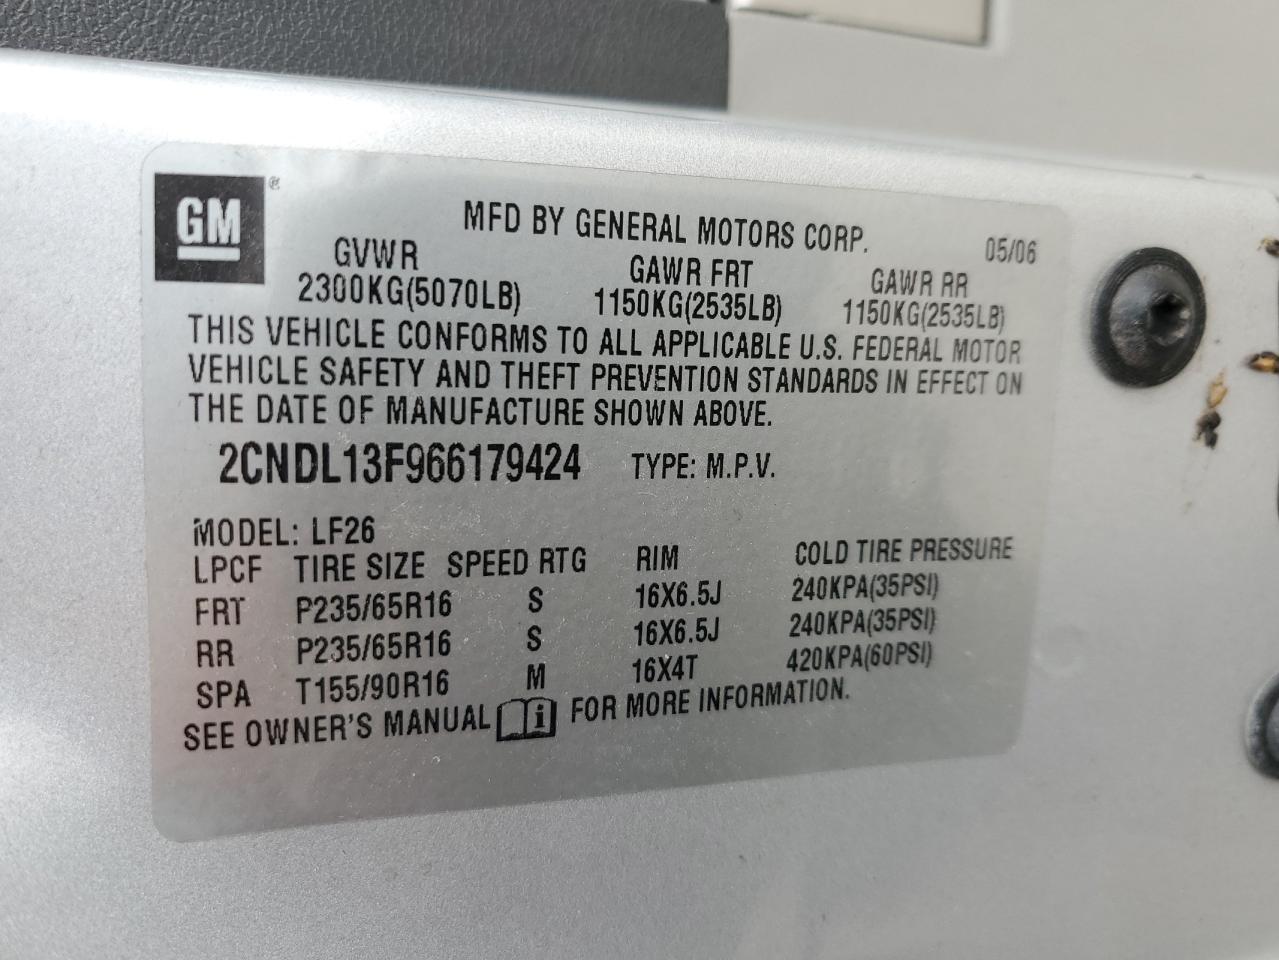 GM ®
MFD BY GENERAL MOTORS CORP. 05/06
GVWR GAWR FRT GAWR RR
2300KG(5070LB) 1150KG(2535LB) 1150KG(2535LB)
THIS VEHICLE CONFORMS TO ALL APPLICABLE U.S. FEDERAL MOTOR
VEHICLE SAFETY AND THEFT PREVENTION STANDARDS IN EFFECT ON
THE DATE OF MANUFACTURE SHOWN ABOVE.
2CNDL13F966179424 TYPE: M.P.V.
MODEL: LF26
LPCF TIRE SIZE SPEED RTG RIM COLD TIRE PRESSURE
FRT P235/65R16 S 16X6.5J 240KPA(35PSI)
RR P235/65R16 S 16X6.5J 240KPA(35PSI)
SPA T155/90R16 M 16X4T 420KPA(60PSI)
SEE OWNER'S MANUAL i FOR MORE INFORMATION.